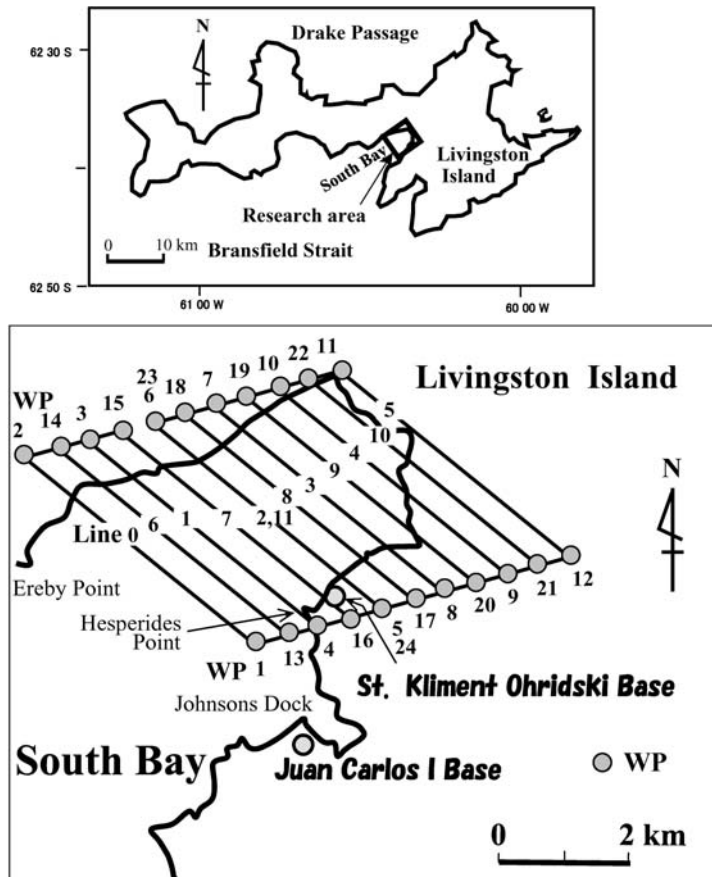 N
Drake Passage
62 30 S
South Bay
Livingston
Island
Research area
0 10 km
Bransfield Strait
62 50 S
61 00 W
60 00 W
Livingston Island
WP
2
14
3
15
23
6
18
7
19
10
22
11
5
10
4
9
3
8
2,11
7
1
6
Line 0
N
Ereby Point
Hesperides
Point
WP 1
13
4
16
5
24
17
8
20
9
21
12
St. Kliment Ohridski Base
Johnsons Dock
South Bay
Juan Carlos I Base
WP
0 2 km